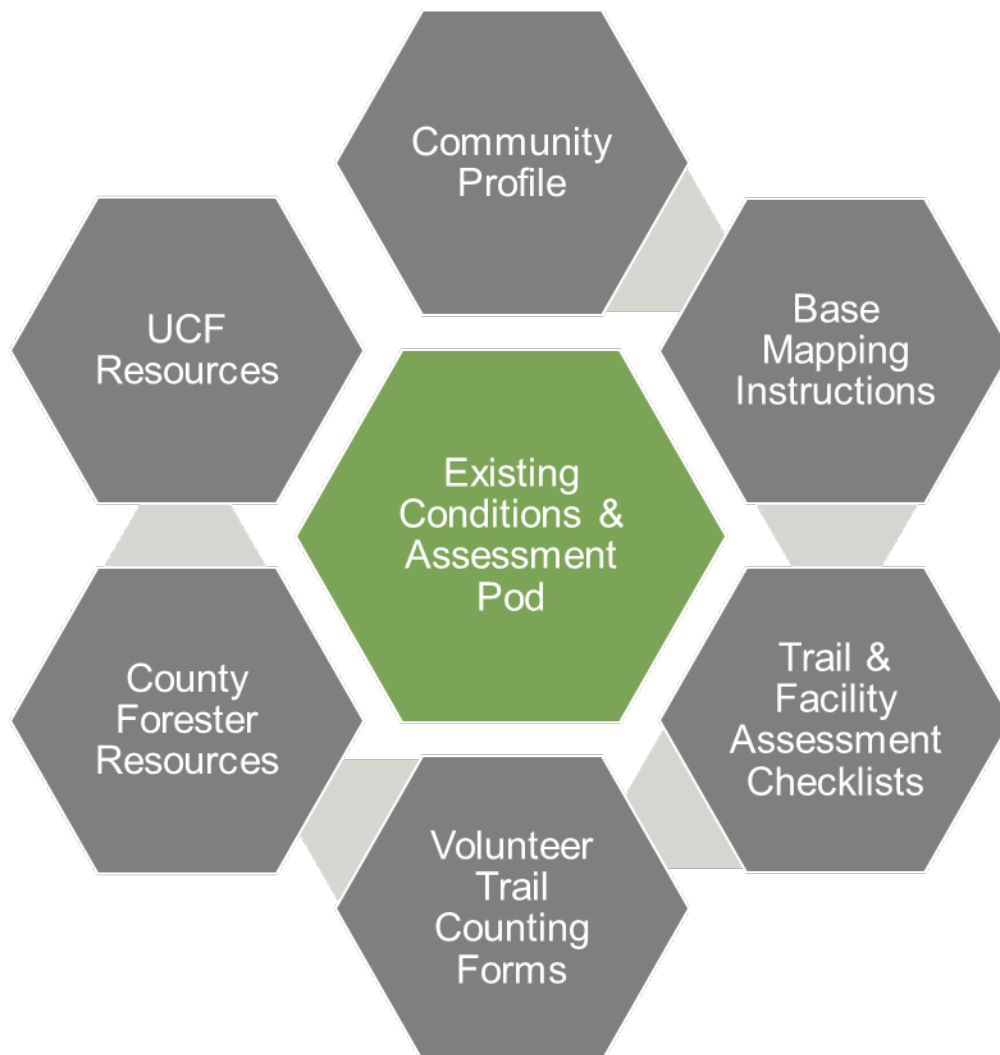 Community
Profile
Base
Mapping
Instructions
Trail &
Facility
Assessment
Checklists
Volunteer
Trail
Counting
Forms
County
Forester
Resources
UCF
Resources
Existing
Conditions &
Assessment
Pod